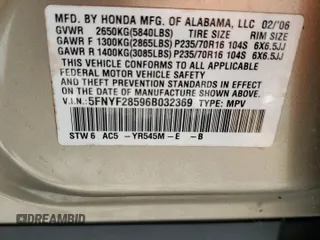 MFD. BY HONDA MFG. OF ALABAMA, LLC 02/'06
GVWR 2650KG(5840LBS) TIRE SIZE RIM SIZE
GAWR F 1300KG(2865LBS) P235/70R16 104S 6X6.5JJ
GAWR R 1400KG(3085LBS) P235/70R16 104S 6X6.5JJ
THIS VEHICLE CONFORMS TO ALL APPLICABLE
FEDERAL MOTOR VEHICLE SAFETY
STANDARDS IN EFFECT ON THE DATE OF
MANUFACTURE SHOWN ABOVE.
V.I.N:5FNYF28596B032369 TYPE: MPV
STW 6 AC5 -YR545M-E -B
DREAMBID